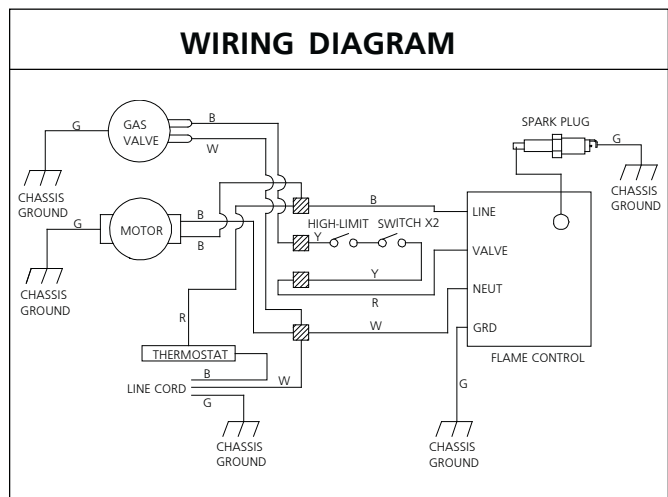 WIRING DIAGRAM
SPARK PLUG
G
CHASSIS
GROUND
G
GAS
VALVE
B
W
CHASSIS
GROUND
B
LINE
HIGH-LIMIT SWITCH X2
Y
G
MOTOR
B
B
VALVE
CHASSIS
GROUND
Y
R
NEUT
R
W
GRD
THERMOSTAT
FLAME CONTROL
B
LINE CORD
W
G
G
CHASSIS
GROUND
CHASSIS
GROUND